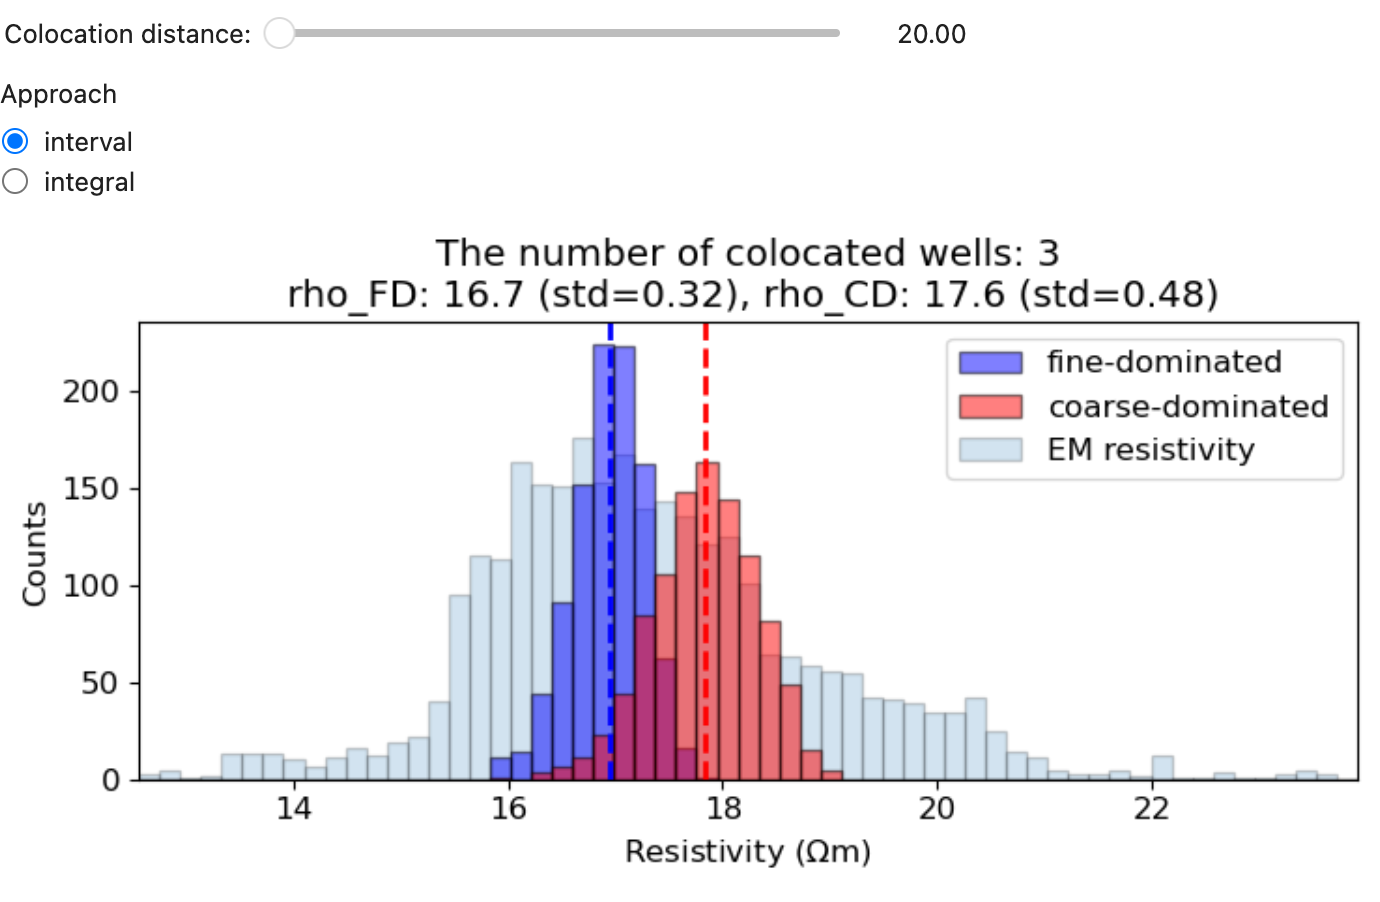 Colocation distance: 20.00
Approach
interval
integral
The number of colocated wells: 3
rho_FD: 16.7 (std=0.32), rho_CD: 17.6 (std=0.48)
fine-dominated
coarse-dominated
EM resistivity
Counts
200
150
100
50
0
14 16 18 20 22
Resistivity (Ωm)